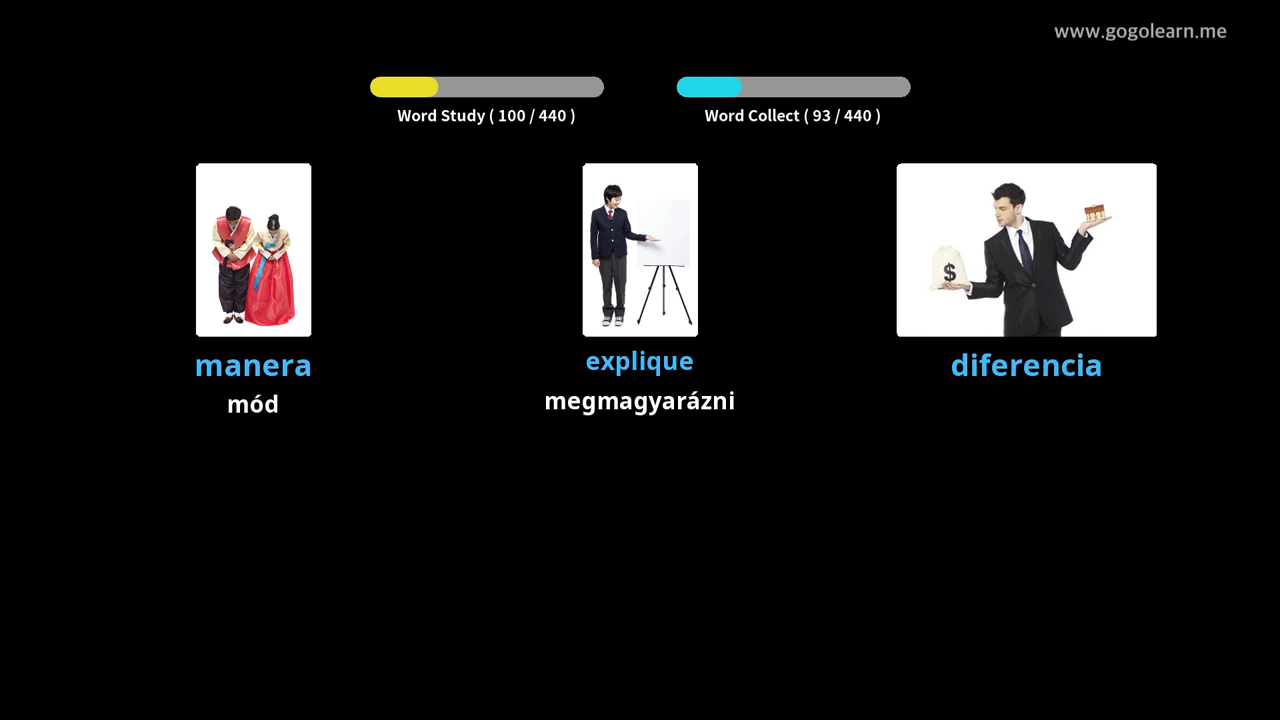 www.gogolearn.me
Word Study ( 100 / 440 )
Word Collect ( 93 / 440 )
$
manera
mód
explique
megmagyarázni
diferencia